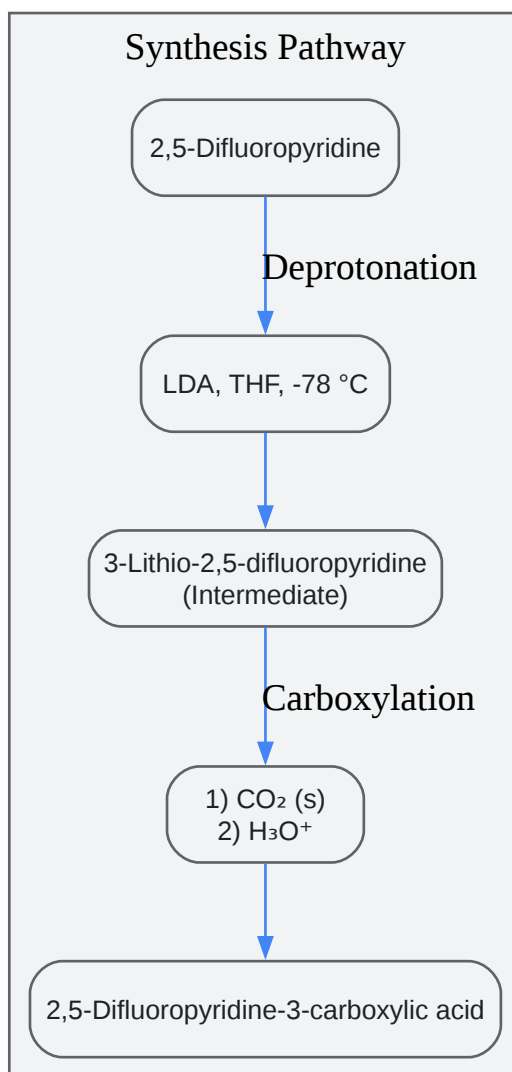 Synthesis Pathway
2,5-Difluoropyridine
Deprotonation
LDA, THF, -78 °C
3-Lithio-2,5-difluoropyridine
(Intermediate)
Carboxylation
1) CO₂ (s)
2) H₃O⁺
2,5-Difluoropyridine-3-carboxylic acid